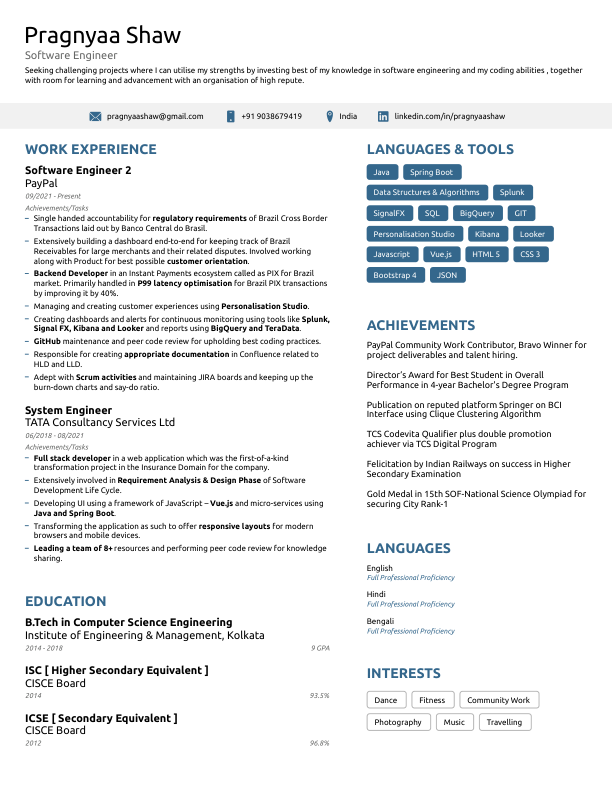 Pragnyaa Shaw
Software Engineer
Seeking challenging projects where I can utilise my strengths by investing best of my knowledge in software engineering and my coding abilities , together
with room for learning and advancement with an organisation of high repute.
pragnyaashaw@gmail.com
+91 9038679419
India
linkedin.com/in/pragnyaashaw
WORK EXPERIENCE
Software Engineer 2
PayPal
09/2021 - Present
Achievements/Tasks
– Single handed accountability for regulatory requirements of Brazil Cross Border
Transactions laid out by Banco Central do Brasil.
– Extensively building a dashboard end-to-end for keeping track of Brazil
Receivables for large merchants and their related disputes. Involved working
along with Product for best possible customer orientation.
– Backend Developer in an Instant Payments ecosystem called as PIX for Brazil
market. Primarily handled in P99 latency optimisation for Brazil PIX transactions
by improving it by 40%.
– Managing and creating customer experiences using Personalisation Studio.
– Creating dashboards and alerts for continuous monitoring using tools like Splunk,
Signal FX, Kibana and Looker and reports using BigQuery and TeraData.
– GitHub maintenance and peer code review for upholding best coding practices.
– Responsible for creating appropriate documentation in Confluence related to
HLD and LLD.
– Adept with Scrum activities and maintaining JIRA boards and keeping up the
burn-down charts and say-do ratio.
System Engineer
TATA Consultancy Services Ltd
06/2018 - 08/2021
Achievements/Tasks
– Full stack developer in a web application which was the first-of-a-kind
transformation project in the Insurance Domain for the company.
– Extensively involved in Requirement Analysis & Design Phase of Software
Development Life Cycle.
– Developing UI using a framework of JavaScript – Vue.js and micro-services using
Java and Spring Boot.
– Transforming the application as such to offer responsive layouts for modern
browsers and mobile devices.
– Leading a team of 8+ resources and performing peer code review for knowledge
sharing.
EDUCATION
B.Tech in Computer Science Engineering
Institute of Engineering & Management, Kolkata
2014 - 2018 9 GPA
ISC [ Higher Secondary Equivalent ]
CISCE Board
2014 93.5%
ICSE [ Secondary Equivalent ]
CISCE Board
2012 96.8%
LANGUAGES & TOOLS
Java Spring Boot
Data Structures & Algorithms Splunk
SignalFX SQL BigQuery GIT
Personalisation Studio Kibana Looker
Javascript Vue.js HTML 5 CSS 3
Bootstrap 4 JSON
ACHIEVEMENTS
PayPal Community Work Contributor, Bravo Winner for
project deliverables and talent hiring.
Director's Award for Best Student in Overall
Performance in 4-year Bachelor's Degree Program
Publication on reputed platform Springer on BCI
Interface using Clique Clustering Algorithm
TCS Codevita Qualifier plus double promotion
achiever via TCS Digital Program
Felicitation by Indian Railways on success in Higher
Secondary Examination
Gold Medal in 15th SOF-National Science Olympiad for
securing City Rank-1
LANGUAGES
English
Full Professional Proficiency
Hindi
Full Professional Proficiency
Bengali
Full Professional Proficiency
INTERESTS
Dance Fitness Community Work
Photography Music Travelling